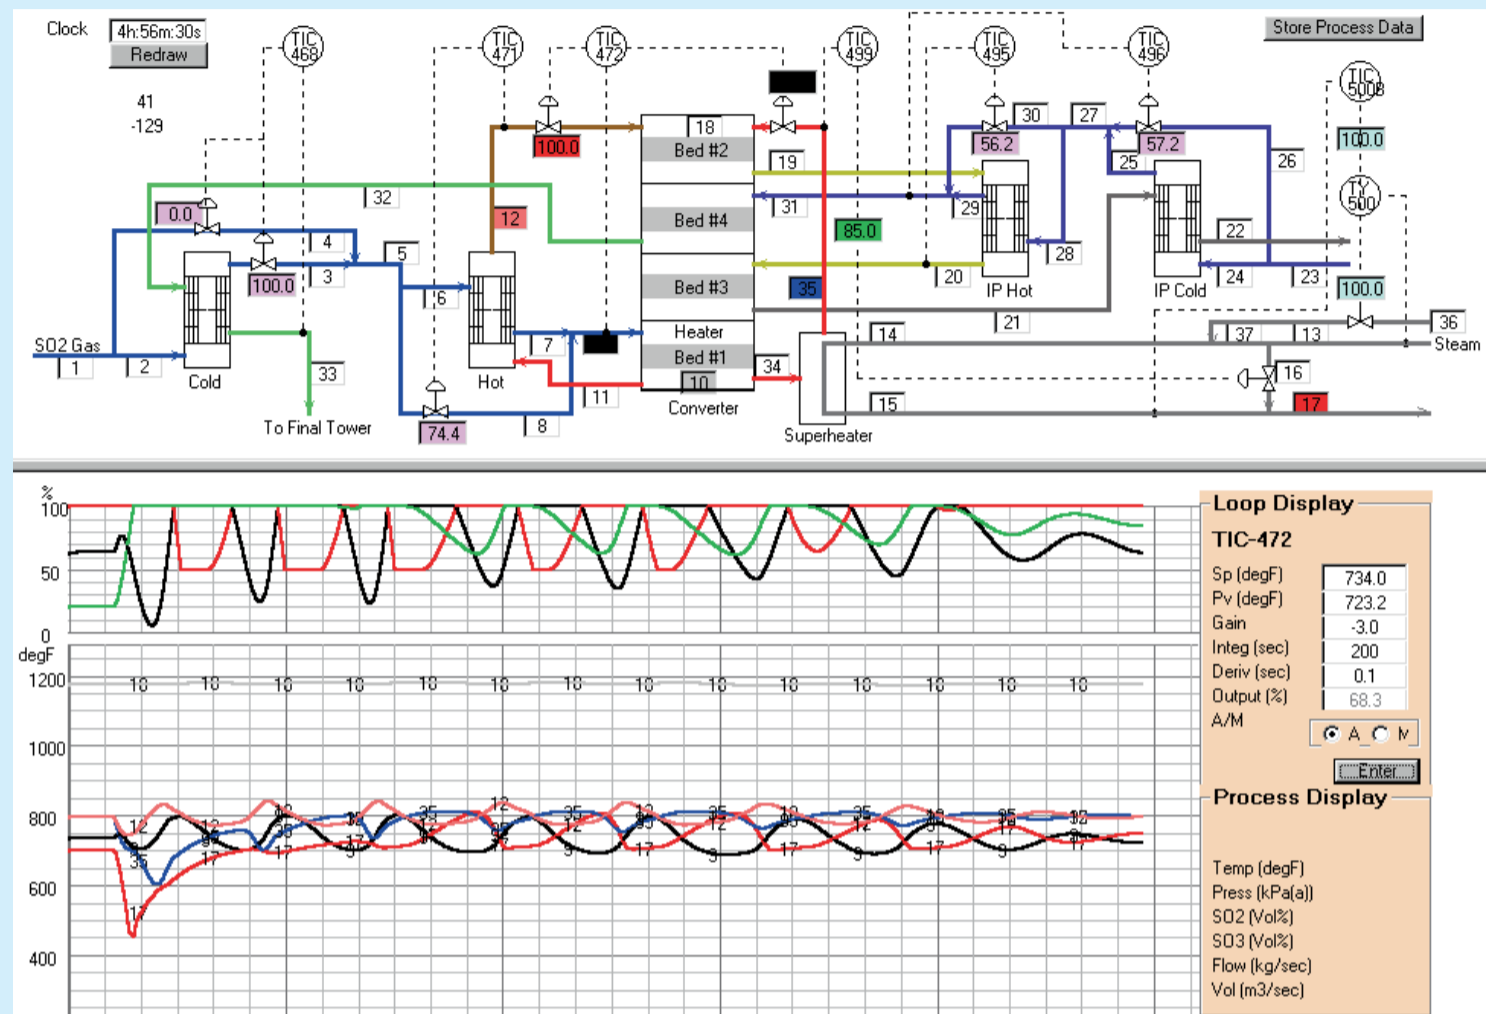 Clock 4h:56m:30s
Redraw
41
-129
TIC 468
TIC 471
TIC 472
TIC 499
TIC 495
TIC 496
Store Process Data
TIC 500B
100.0
TY 500
100.0
0.0
100.0
100.0
12
32
4
3
5
6
7
8
11
74.4
SO2 Gas
1
2
Cold
33
To Final Tower
Hot
18
Bed #2
Bed #4
Bed #3
Heater
Bed #1
10
Converter
19
31
85.0
35
20
21
34
14
15
Superheater
30
27
56.2
57.2
25
26
29
28
22
24
23
IP Hot
IP Cold
37
13
36
Steam
16
17
%
100
50
0
degF
1200
1000
800
600
400
Loop Display
TIC-472
Sp (degF) 734.0
Pv (degF) 723.2
Gain -3.0
Integ (sec) 200
Deriv (sec) 0.1
Output (%) 68.3
A/M A M
Enter
Process Display
Temp (degF)
Press (kPa(a))
SO2 (Vol%)
SO3 (Vol%)
Flow (kg/sec)
Vol (m3/sec)